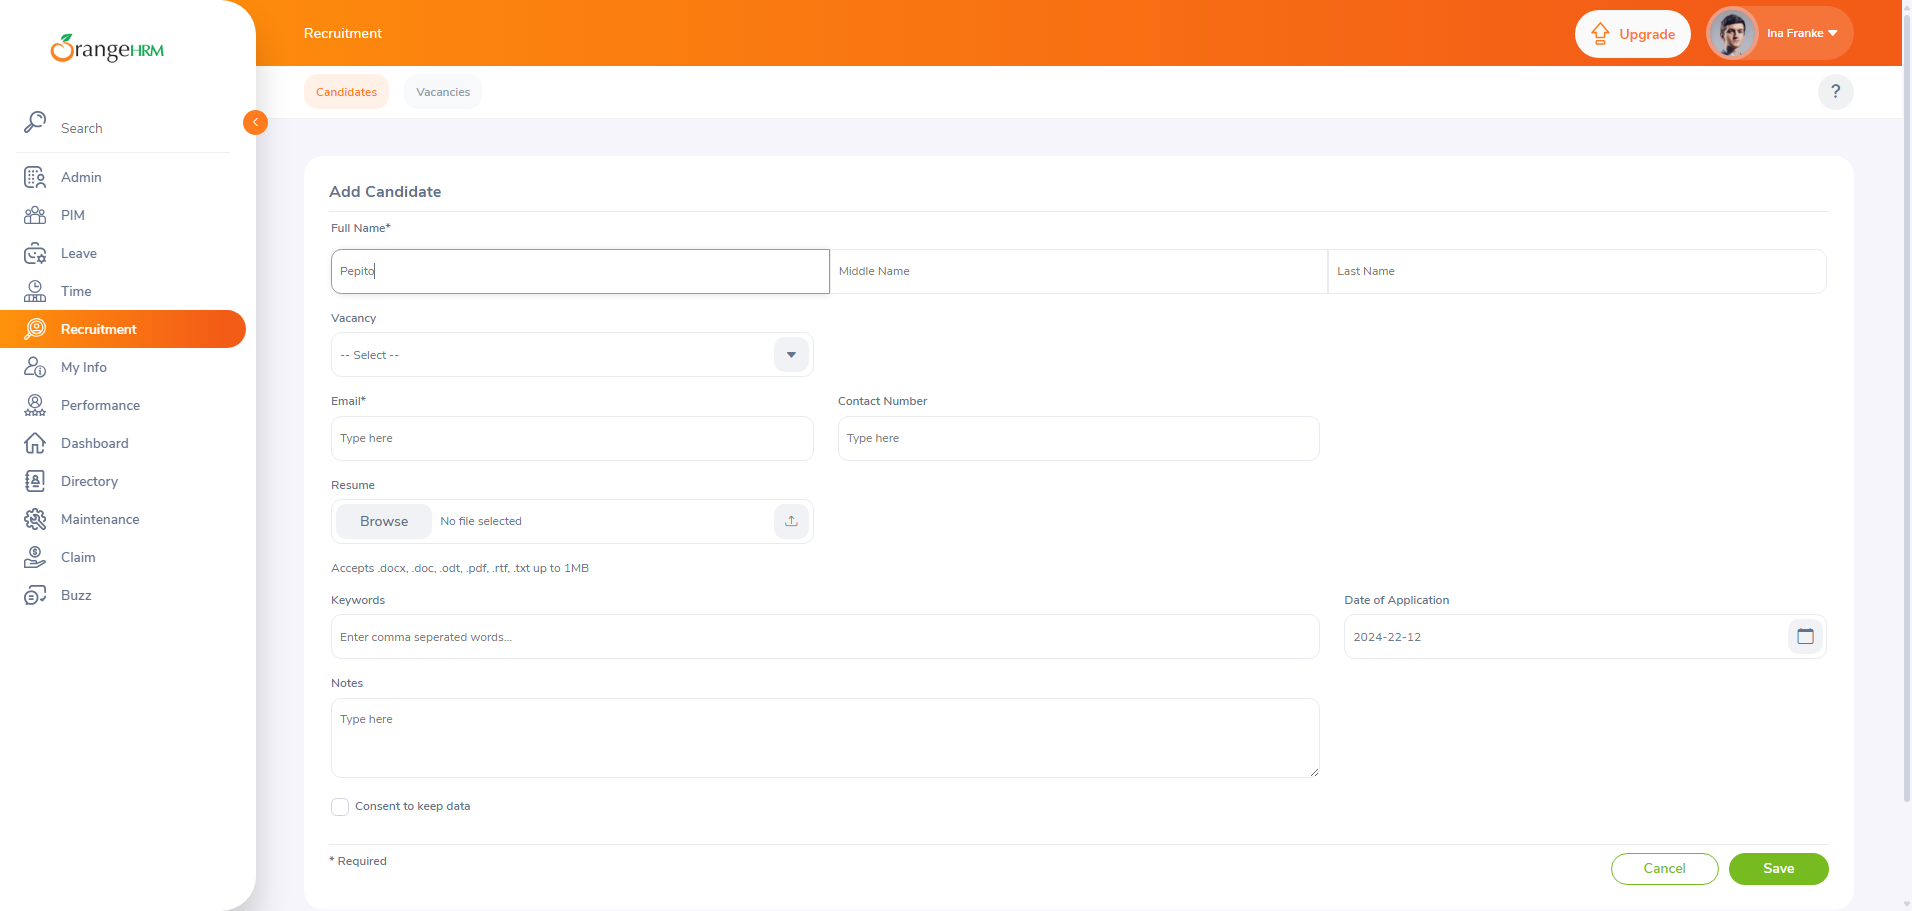 OrangeHRM
Search
Admin
PIM
Leave
Time
Recruitment
My Info
Performance
Dashboard
Directory
Maintenance
Claim
Buzz
Recruitment
Upgrade
Ina Franke
Candidates
Vacancies
?
Add Candidate
Full Name*
Pepito
Middle Name
Last Name
Vacancy
-- Select --
Email*
Contact Number
Type here
Type here
Resume
Browse
No file selected
Accepts .docx, .doc, .odt, .pdf, .rtf, .txt up to 1MB
Keywords
Date of Application
Enter comma seperated words...
2024-22-12
Notes
Type here
Consent to keep data
* Required
Cancel
Save